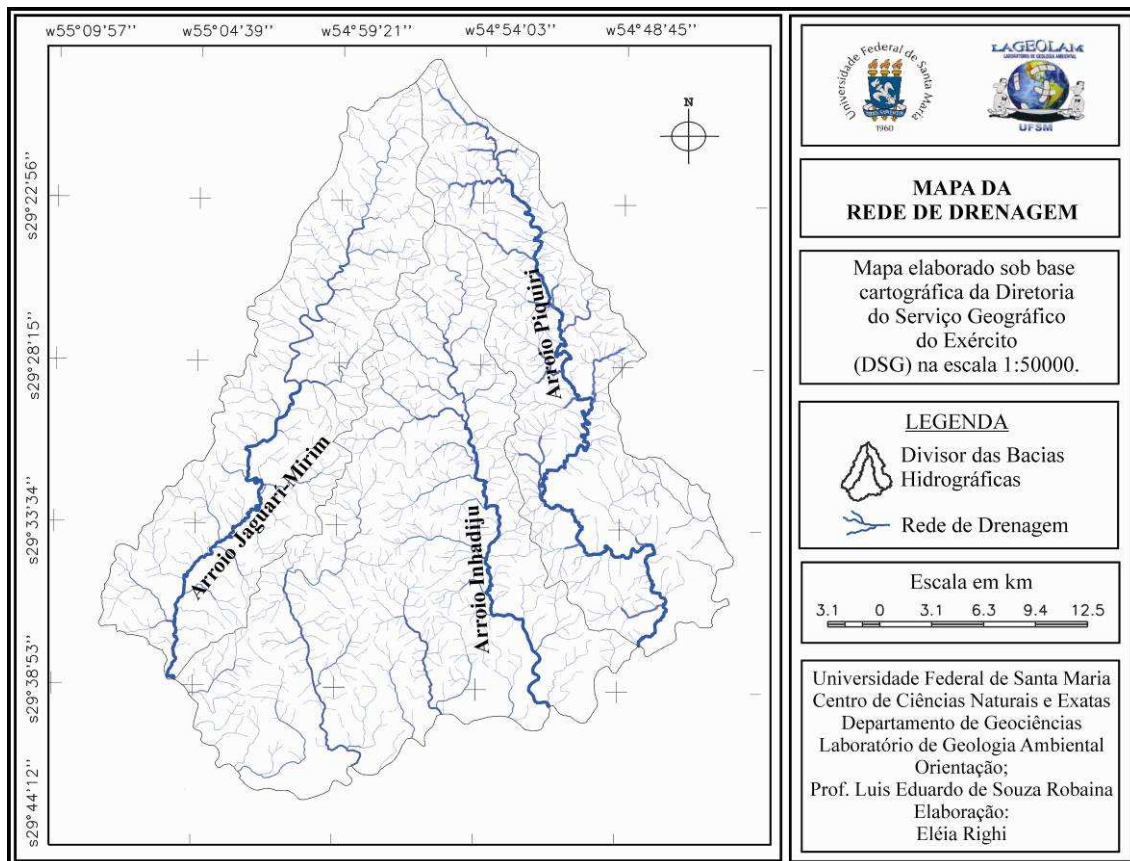 w55°09'57'' w55°04'39'' w54°59'21'' w54°54'03'' w54°48'45''
s29°22'56''
s29°28'15''
s29°33'34''
s29°38'53''
s29°44'12''
N
Arroio Piquiri
Arroio Jaguari-Mirim
Arroio Inhadiju
Universidade Federal de Santa Maria
1960
LAGEOLAM
LABORATÓRIO DE GEOLOGIA AMBIENTAL
UFSM
MAPA DA
REDE DE DRENAGEM
Mapa elaborado sob base
cartográfica da Diretoria
do Serviço Geográfico
do Exército
(DSG) na escala 1:50000.
LEGENDA
Divisor das Bacias
Hidrográficas
Rede de Drenagem
Escala em km
3.1 0 3.1 6.3 9.4 12.5
Universidade Federal de Santa Maria
Centro de Ciências Naturais e Exatas
Departamento de Geociências
Laboratório de Geologia Ambiental
Orientação;
Prof. Luis Eduardo de Souza Robaina
Elaboração:
Eléia Righi